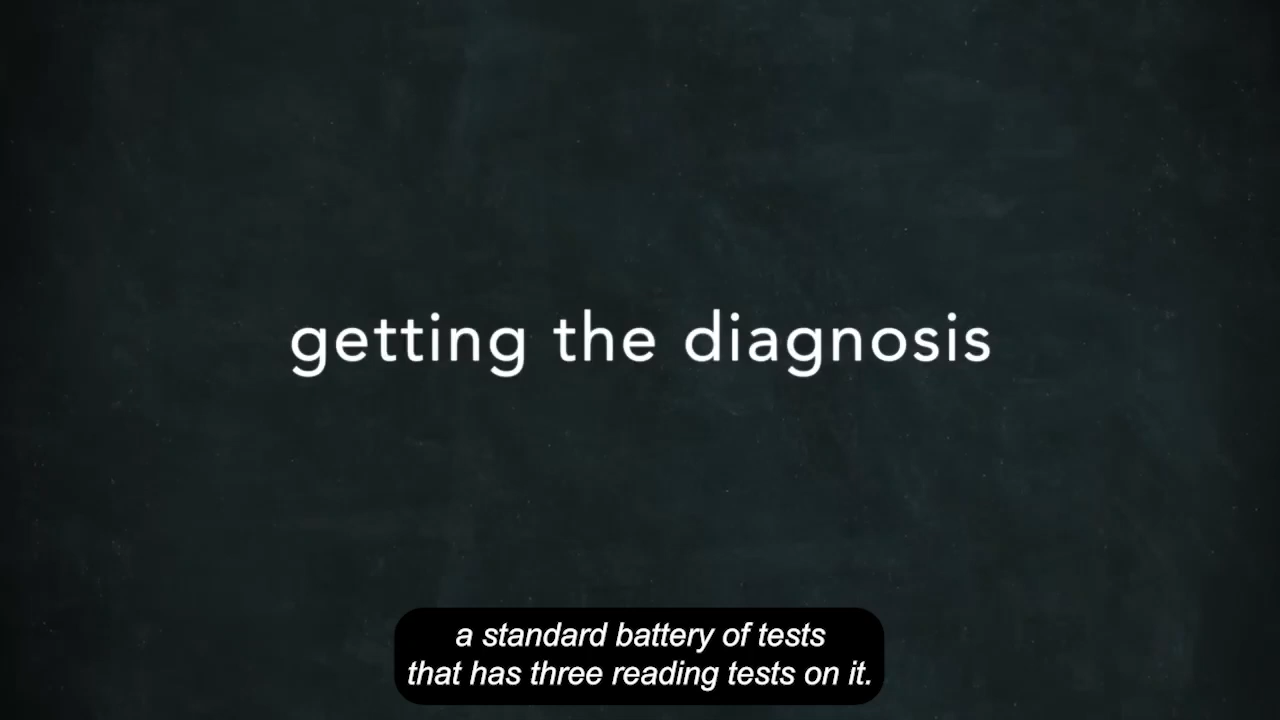 getting the diagnosis
a standard battery of tests
that has three reading tests on it.